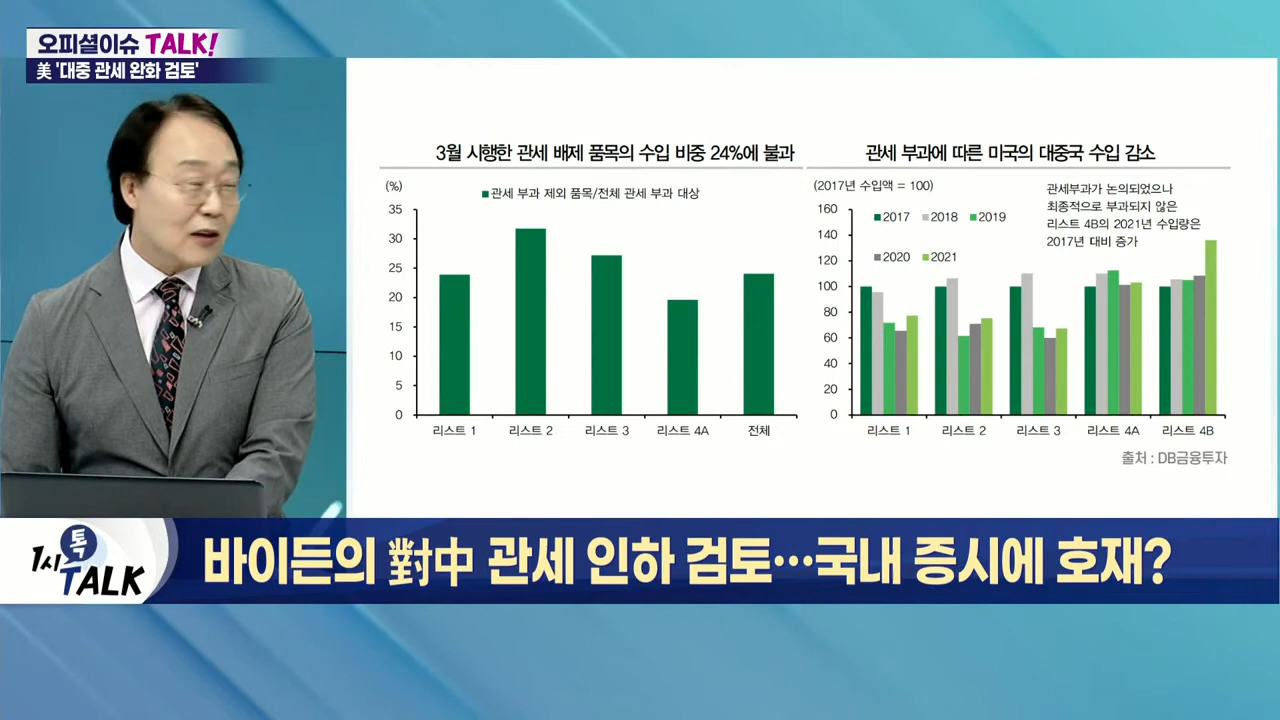 오피셜이슈 TALK!
美 '대중 관세 완화 검토'
3월 시행한 관세 배제 품목의 수입 비중 24%에 불과
(%)
관세 부과 제외 품목/전체 관세 부과 대상
35
30
25
20
15
10
5
0
리스트 1
리스트 2
리스트 3
리스트 4A
전체
관세 부과에 따른 미국의 대중국 수입 감소
(2017년 수입액 = 100)
관세부과가 논의되었으나
최종적으로 부과되지 않은
리스트 4B의 2021년 수입량은
2017년 대비 증가
2017
2018
2019
2020
2021
160
140
120
100
80
60
40
20
0
리스트 1
리스트 2
리스트 3
리스트 4A
리스트 4B
출처 : DB금융투자
1시 톡 TALK
바이든의 對中 관세 인하 검토…국내 증시에 호재?